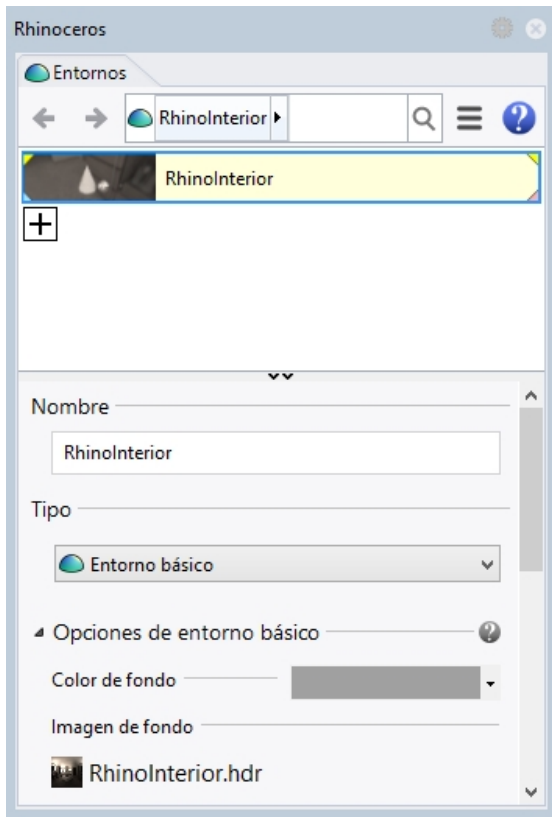 Rhinoceros
Entornos
RhinoInterior
RhinoInterior
Nombre
RhinoInterior
Tipo
Entorno básico
Opciones de entorno básico
Color de fondo
Imagen de fondo
RhinoInterior.hdr